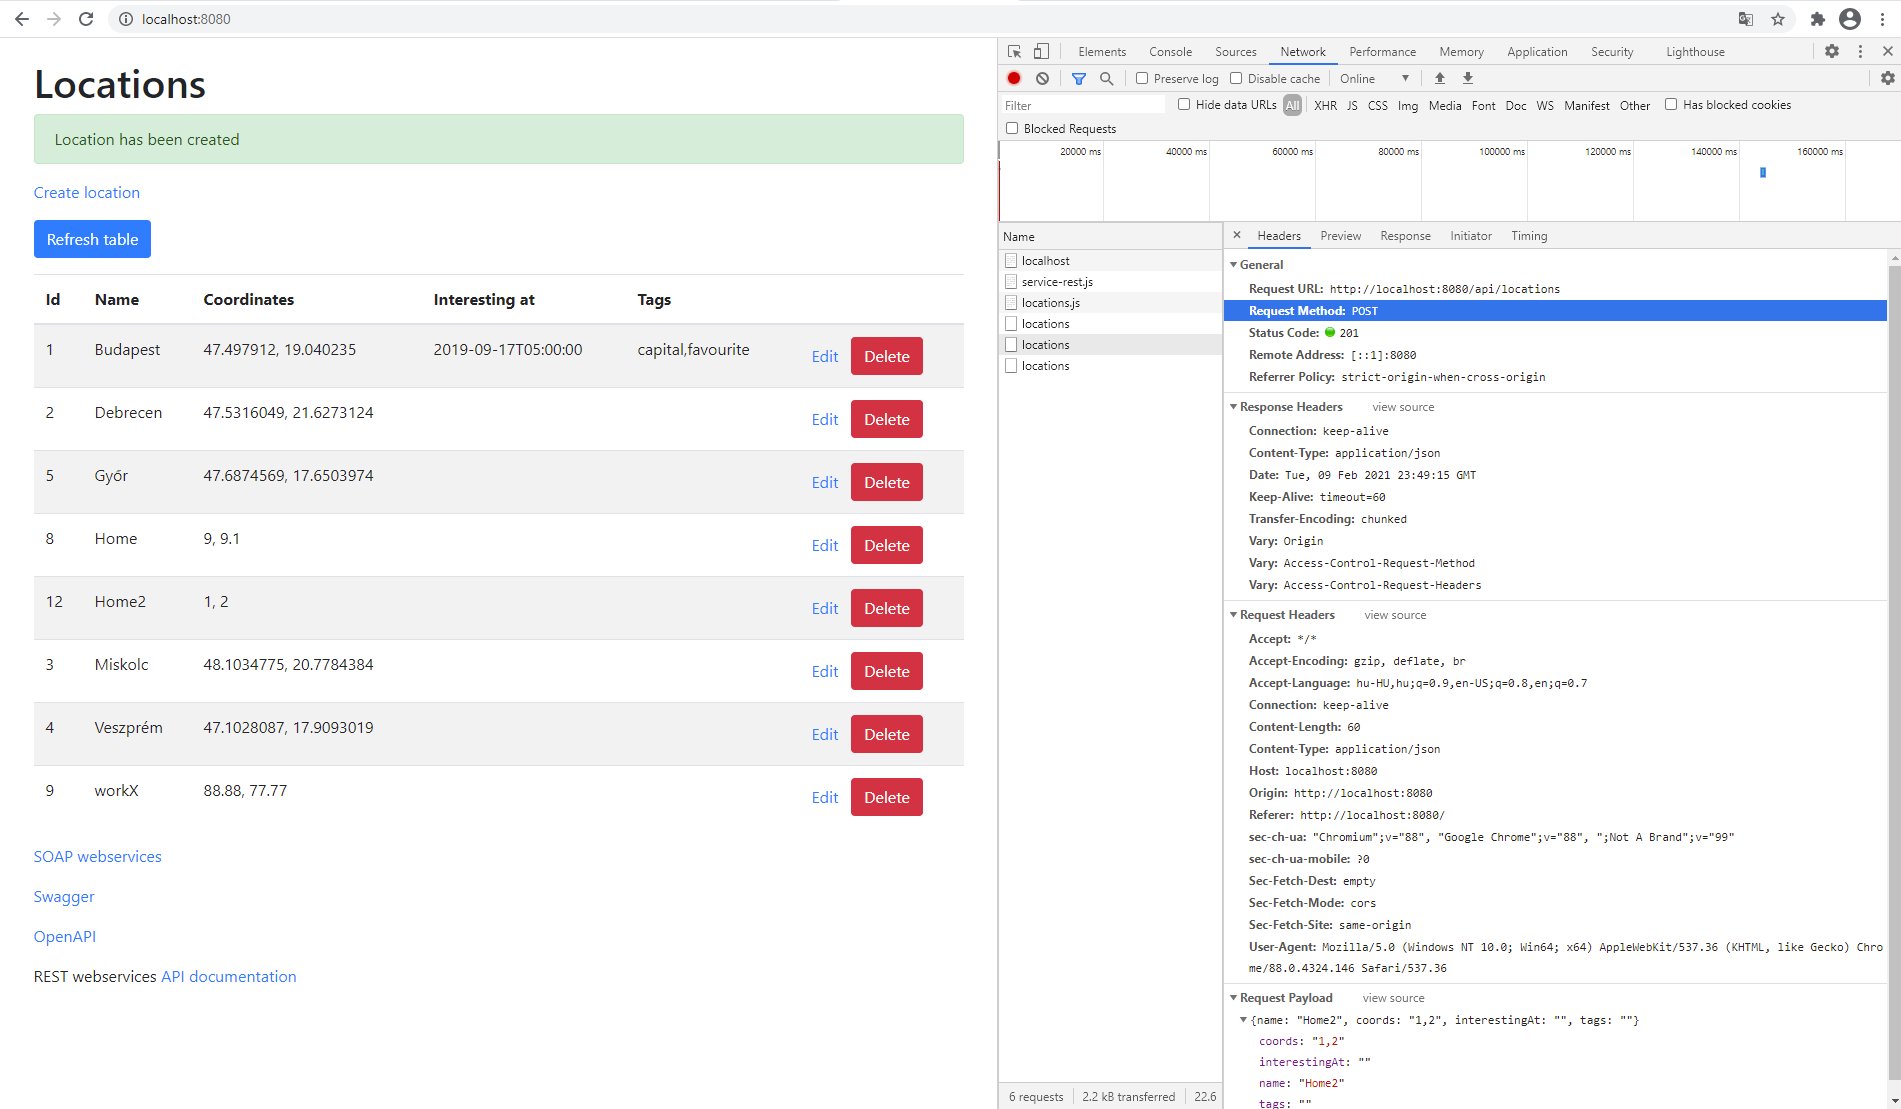 localhost:8080
Locations
Location has been created
Create location
Refresh table
Id Name Coordinates Interesting at Tags
1 Budapest 47.497912, 19.040235 2019-09-17T05:00:00 capital,favourite Edit Delete
2 Debrecen 47.5316049, 21.6273124 Edit Delete
5 Győr 47.6874569, 17.6503974 Edit Delete
8 Home 9, 9.1 Edit Delete
12 Home2 1, 2 Edit Delete
3 Miskolc 48.1034775, 20.7784384 Edit Delete
4 Veszprém 47.1028087, 17.9093019 Edit Delete
9 workX 88.88, 77.77 Edit Delete
SOAP webservices
Swagger
OpenAPI
REST webservices API documentation
Elements Console Sources Network Performance Memory Application Security Lighthouse
Preserve log Disable cache Online
Filter Hide data URLs All XHR JS CSS Img Media Font Doc WS Manifest Other Has blocked cookies
Blocked Requests
20000 ms 40000 ms 60000 ms 80000 ms 100000 ms 120000 ms 140000 ms 160000 ms
Name
localhost
service-rest.js
locations.js
locations
locations
locations
6 requests 2.2 kB transferred 22.6
Headers Preview Response Initiator Timing
General
Request URL: http://localhost:8080/api/locations
Request Method: POST
Status Code: 201
Remote Address: [::1]:8080
Referrer Policy: strict-origin-when-cross-origin
Response Headers view source
Connection: keep-alive
Content-Type: application/json
Date: Tue, 09 Feb 2021 23:49:15 GMT
Keep-Alive: timeout=60
Transfer-Encoding: chunked
Vary: Origin
Vary: Access-Control-Request-Method
Vary: Access-Control-Request-Headers
Request Headers view source
Accept: */*
Accept-Encoding: gzip, deflate, br
Accept-Language: hu-HU,hu;q=0.9,en-US;q=0.8,en;q=0.7
Connection: keep-alive
Content-Length: 60
Content-Type: application/json
Host: localhost:8080
Origin: http://localhost:8080
Referer: http://localhost:8080/
sec-ch-ua: "Chromium";v="88", "Google Chrome";v="88", ";Not A Brand";v="99"
sec-ch-ua-mobile: ?0
Sec-Fetch-Dest: empty
Sec-Fetch-Mode: cors
Sec-Fetch-Site: same-origin
User-Agent: Mozilla/5.0 (Windows NT 10.0; Win64; x64) AppleWebKit/537.36 (KHTML, like Gecko) Chro
me/88.0.4324.146 Safari/537.36
Request Payload view source
{name: "Home2", coords: "1,2", interestingAt: "", tags: ""}
coords: "1,2"
interestingAt: ""
name: "Home2"
tags: ""